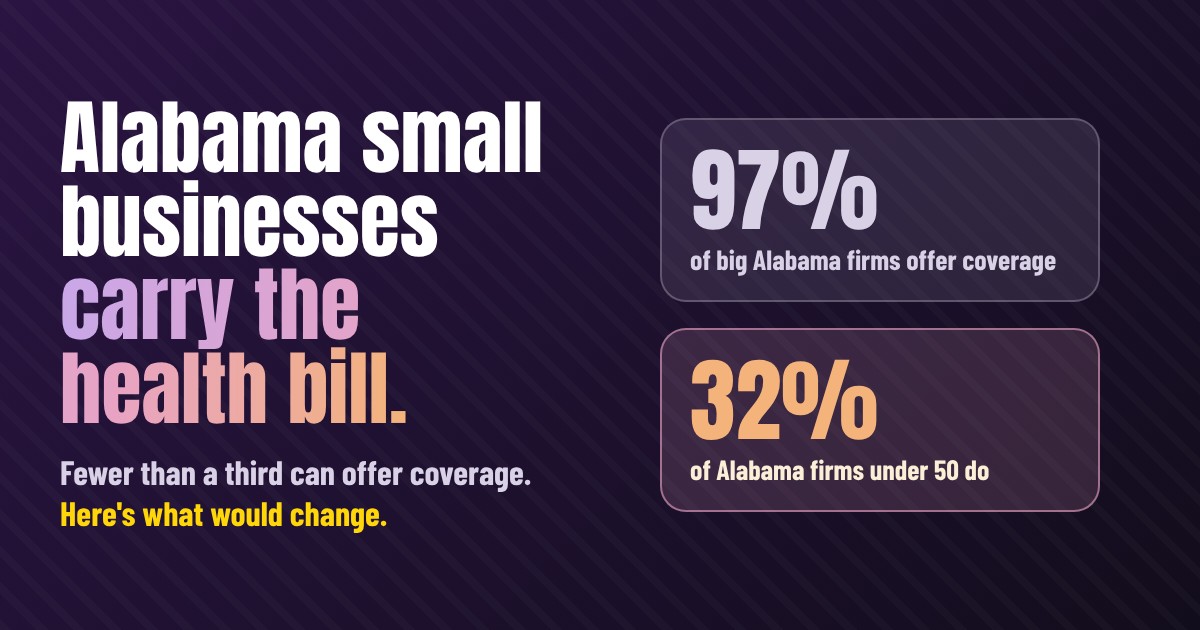 Alabama small
businesses
carry the
health bill.
Fewer than a third can offer coverage.
Here's what would change.
97%
of big Alabama firms offer coverage
32%
of Alabama firms under 50 do